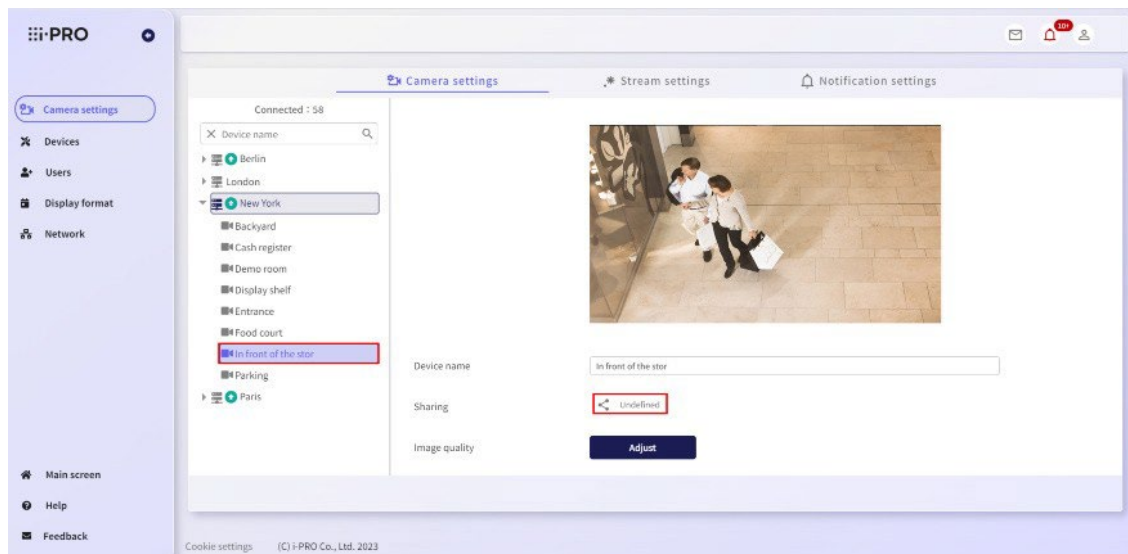 i-PRO
10+
Camera settings
Devices
Users
Display format
Network
Main screen
Help
Feedback
Camera settings
Stream settings
Notification settings
Connected : 58
Device name
Berlin
London
New York
Backyard
Cash register
Demo room
Display shelf
Entrance
Food court
In front of the stor
Parking
Paris
Device name
In front of the stor
Sharing
Undefined
Image quality
Adjust
Cookie settings
(C) i-PRO Co., Ltd. 2023